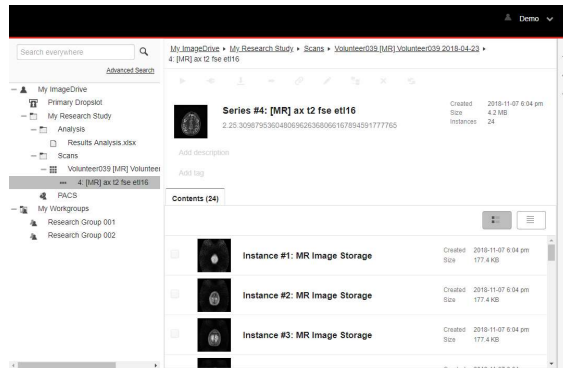 Demo
Search everywhere
Advanced Search
My ImageDrive
Primary Dropslot
My Research Study
Analysis
Results Analysis.xlsx
Scans
Volunteer039 [MR] Volunteer
4: [MR] ax t2 fse etl16
PACS
My Workgroups
Research Group 001
Research Group 002
My ImageDrive ▸ My Research Study ▸ Scans ▸ Volunteer039 [MR] Volunteer039 2018-04-23 ▸
4: [MR] ax t2 fse etl16
Series #4: [MR] ax t2 fse etl16
Created 2018-11-07 6:04 pm
Size 4.2 MB
Instances 24
Add description
Add tag
Contents (24)
Instance #1: MR Image Storage
Created 2018-11-07 6:04 pm
Size 177.4 KB
Instance #2: MR Image Storage
Created 2018-11-07 6:04 pm
Size 177.4 KB
Instance #3: MR Image Storage
Created 2018-11-07 6:04 pm
Size 177.4 KB